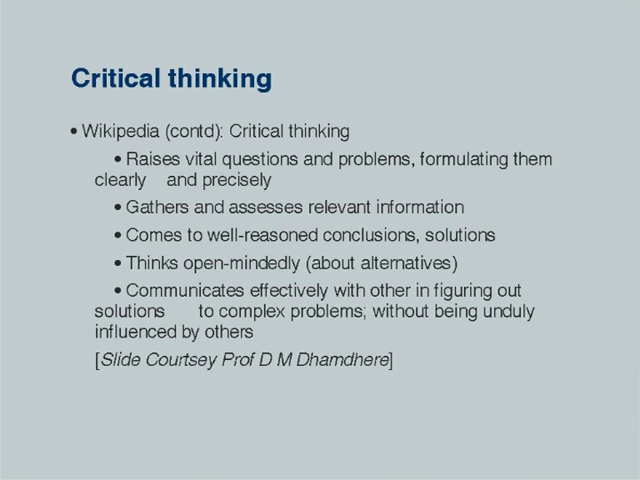 Critical thinking
• Wikipedia (contd): Critical thinking
• Raises vital questions and problems, formulating them
clearly and precisely
• Gathers and assesses relevant information
• Comes to well-reasoned conclusions, solutions
• Thinks open-mindedly (about alternatives)
• Communicates effectively with other in figuring out
solutions to complex problems; without being unduly
influenced by others
[Slide Courtsey Prof D M Dhamdhere]